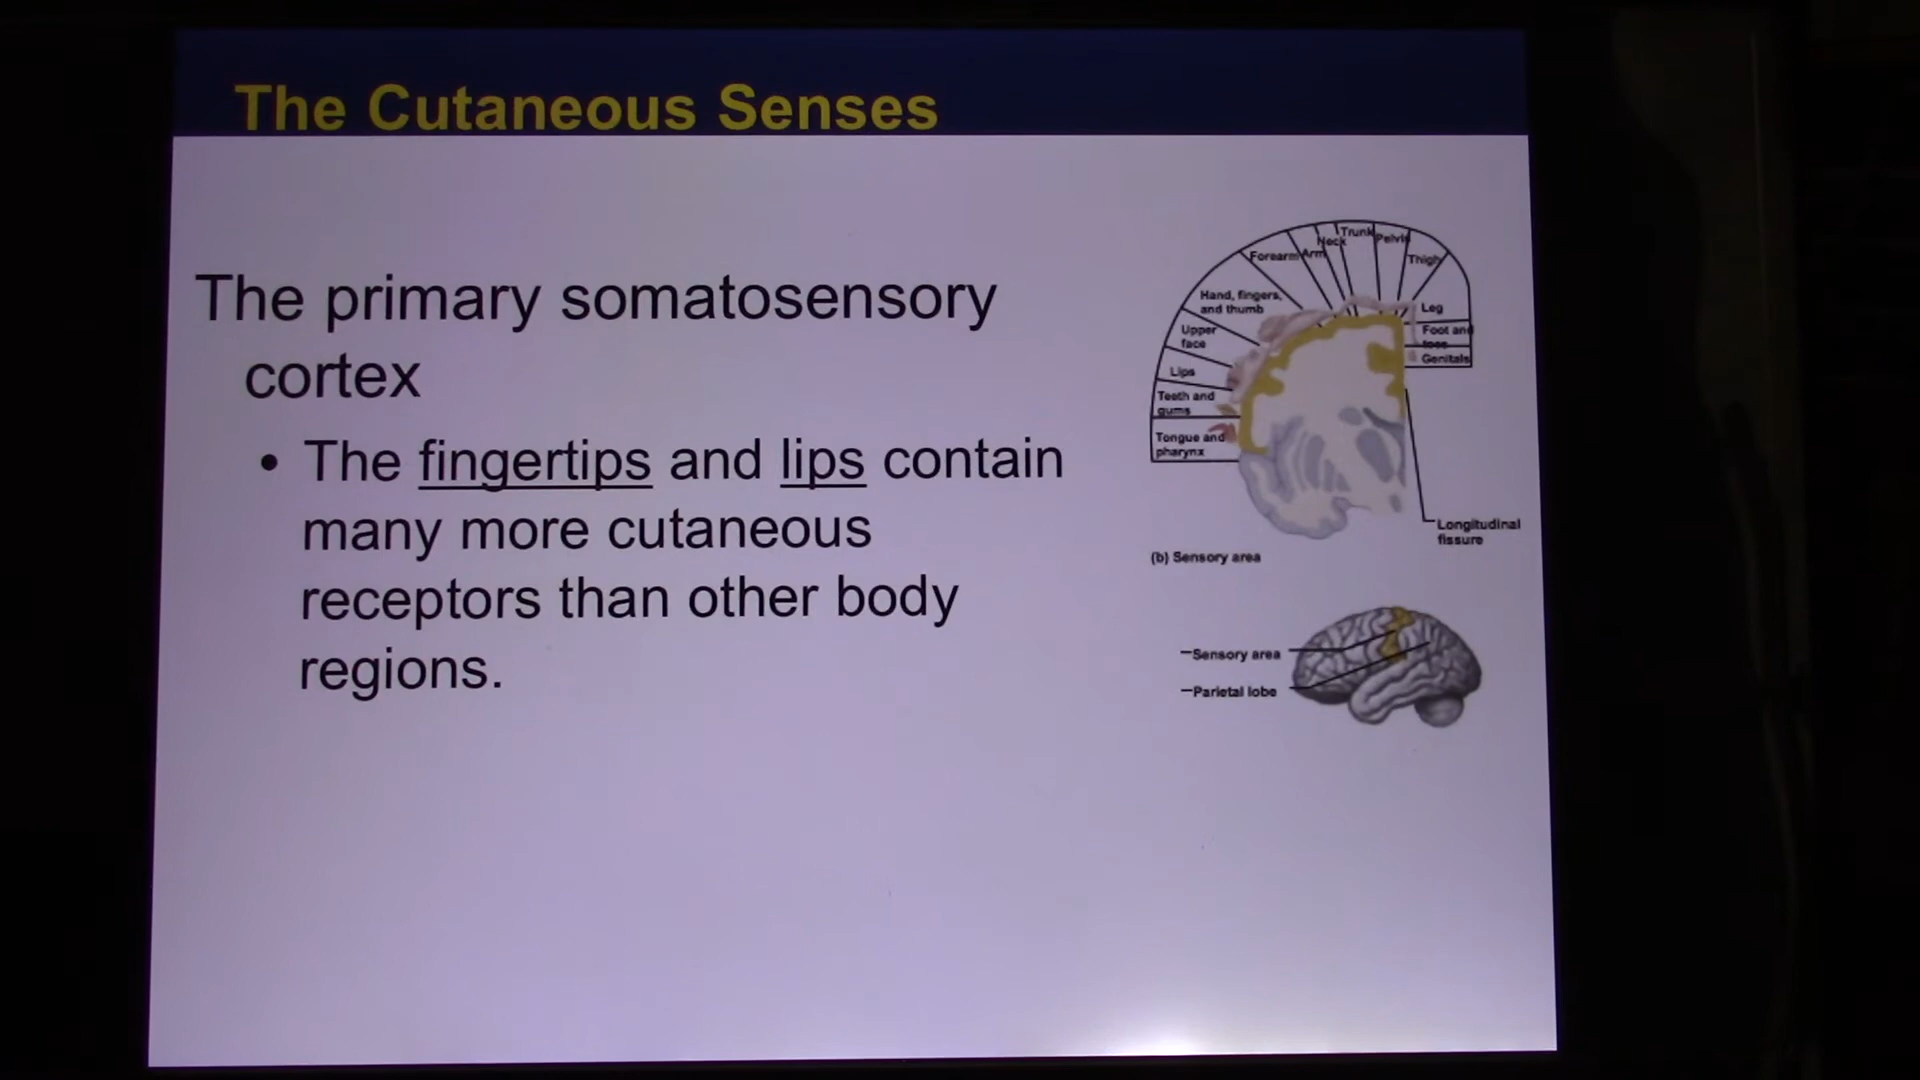 The Cutaneous Senses
The primary somatosensory
cortex
• The fingertips and lips contain
many more cutaneous
receptors than other body
regions.
Trunk
Neck
Pelvis
Arm
Forearm
Thigh
Hand, fingers,
and thumb
Leg
Upper
face
Foot and
toes
Genitals
Lips
Teeth and
gums
Tongue and
pharynx
Longitudinal
fissure
(b) Sensory area
Sensory area
Parietal lobe